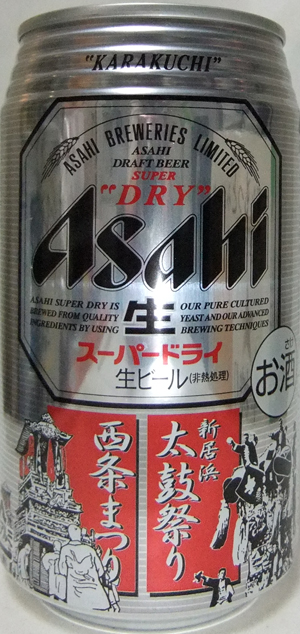 "KARAKUCHI"
ASAHI BREWERIES LIMITED
ASAHI
DRAFT BEER
SUPER
"DRY"
Asahi
ASAHI SUPER DRY IS
BREWED FROM QUALITY
INGREDIENTS BY USING
生
OUR PURE CULTURED
YEAST AND OUR ADVANCED
BREWING TECHNIQUES
スーパードライ
生ビール(非熱処理)
お酒
新居浜
太鼓祭り
西条まつり